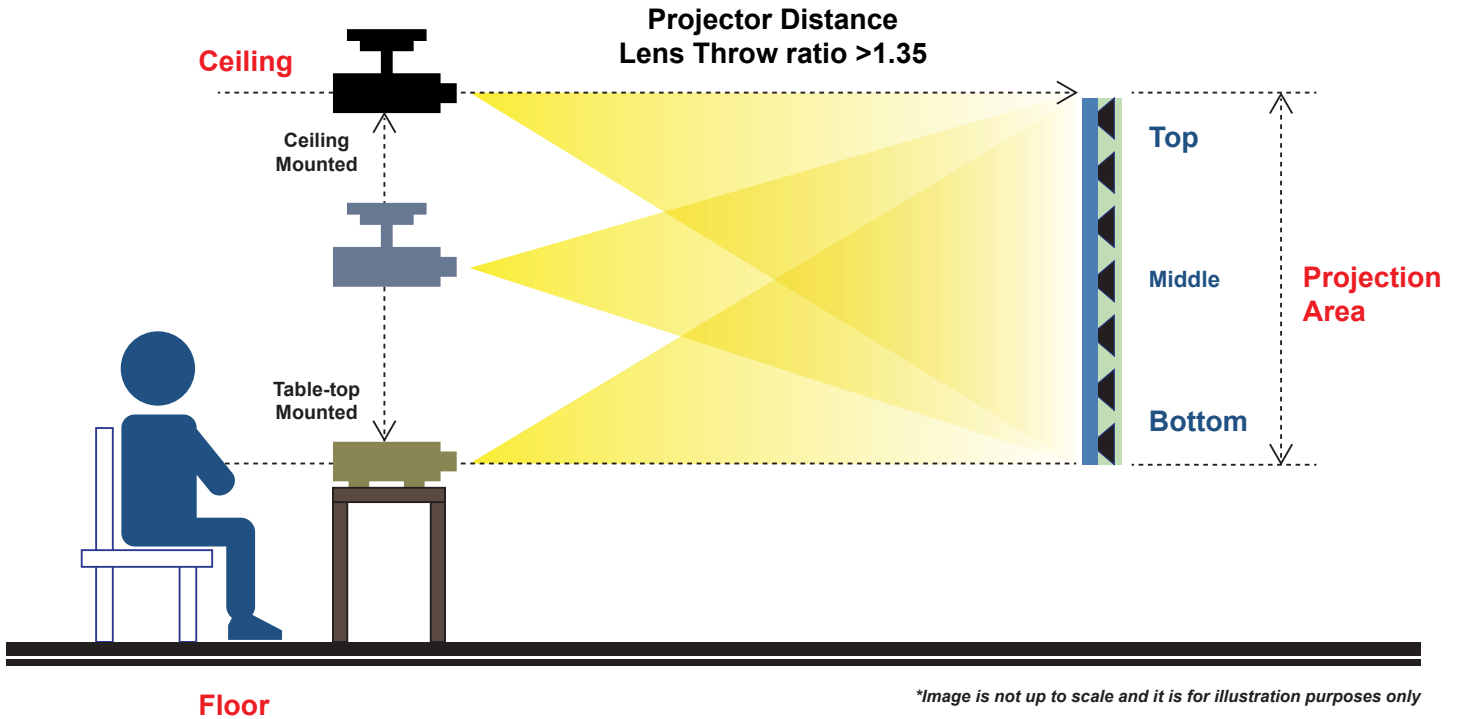 Projector Distance
Lens Throw ratio >1.35
Ceiling
Ceiling
Mounted
Top
Middle
Projection
Area
Table-top
Mounted
Bottom
Floor
*Image is not up to scale and it is for illustration purposes only